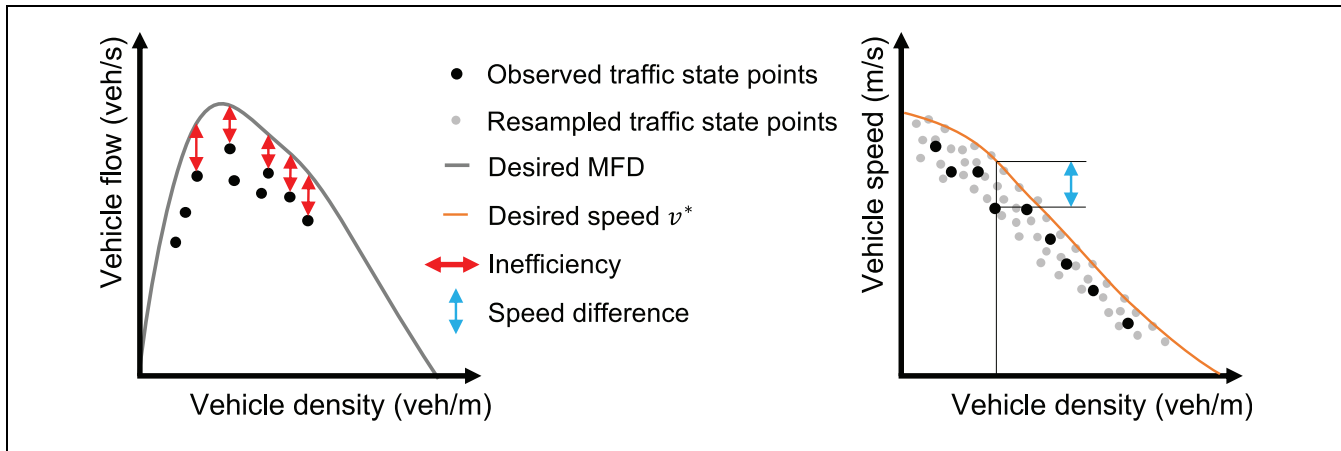 Vehicle flow (veh/s)
Vehicle density (veh/m)
Observed traffic state points
Resampled traffic state points
Desired MFD
Desired speed v*
Inefficiency
Speed difference
Vehicle speed (m/s)
Vehicle density (veh/m)